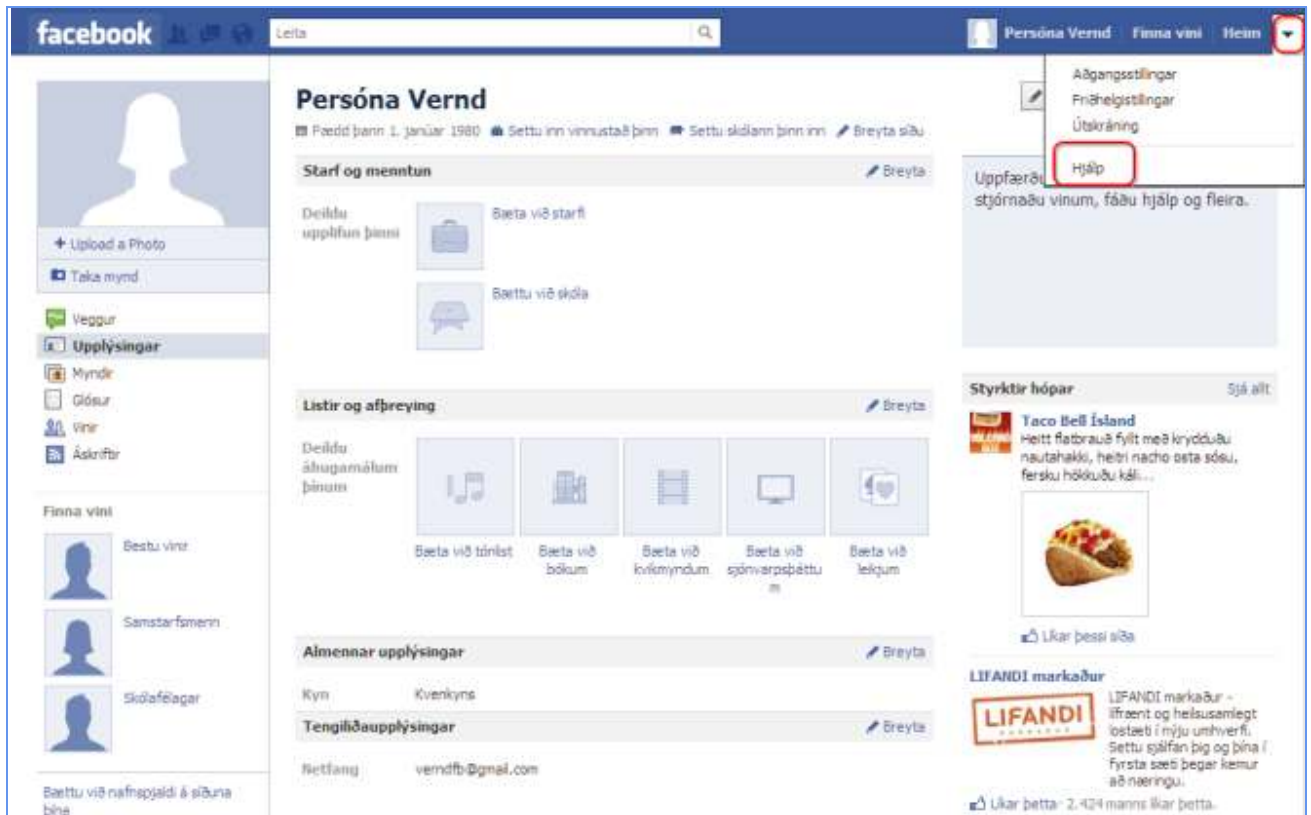 facebook
Leita
Persóna Vernd
Finna vini
Heim
Aðgangsstillingar
Friðhelgistillingar
Útskráning
Hjálp
Persóna Vernd
Fædd þann 1. janúar 1980 Settu inn vinnustað þinn Settu skólann þinn inn Breyta síðu
Starf og menntun
Breyta
Deildu
upplifun þinni
Bæta við starfi
Bættu við skóla
Listir og afþreying
Breyta
Deildu
áhugamálum
þínum
Bæta við tónlist
Bæta við
bókum
Bæta við
kvikmyndum
Bæta við
sjónvarpsþáttu
m
Bæta við
leikjum
Almennar upplýsingar
Breyta
Kyn
Kvenkyns
Tengiliðaupplýsingar
Breyta
Netfang
verndfb@gmail.com
+ Upload a Photo
Taka mynd
Veggur
Upplýsingar
Myndir
Glósur
Vinir
Áskriftir
Finna vini
Bestu vinir
Samstarfsmenn
Skólafélagar
Bættu við nafnspjaldi á síðuna
þína
Uppfærðu
stjórnaðu vinum, fáðu hjálp og fleira.
Styrktir hópar
Sjá allt
Taco Bell Ísland
Heitt flatbrauð fyllt með krydduðu
nautahakki, heitri nacho osta sósu,
fersku hökkuðu káli...
Líkar þessi síða
LIFANDI markaður
LIFANDI
LIFANDI markaður -
lífrænt og heilsusamlegt
lostæti í nýju umhverfi.
Settu sjálfan þig og þína í
fyrsta sæti þegar kemur
að næringu.
Líkar þetta · 2.424 manns líkar þetta.